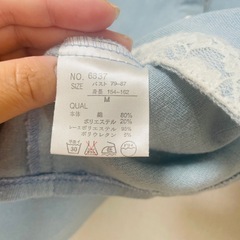 NO. 6837
SIZE バスト 79-87
身長 154-162
M
QUAL
本体 綿 80%
ポリエステル 20%
レース ポリエステル 95%
ポリウレタン 5%